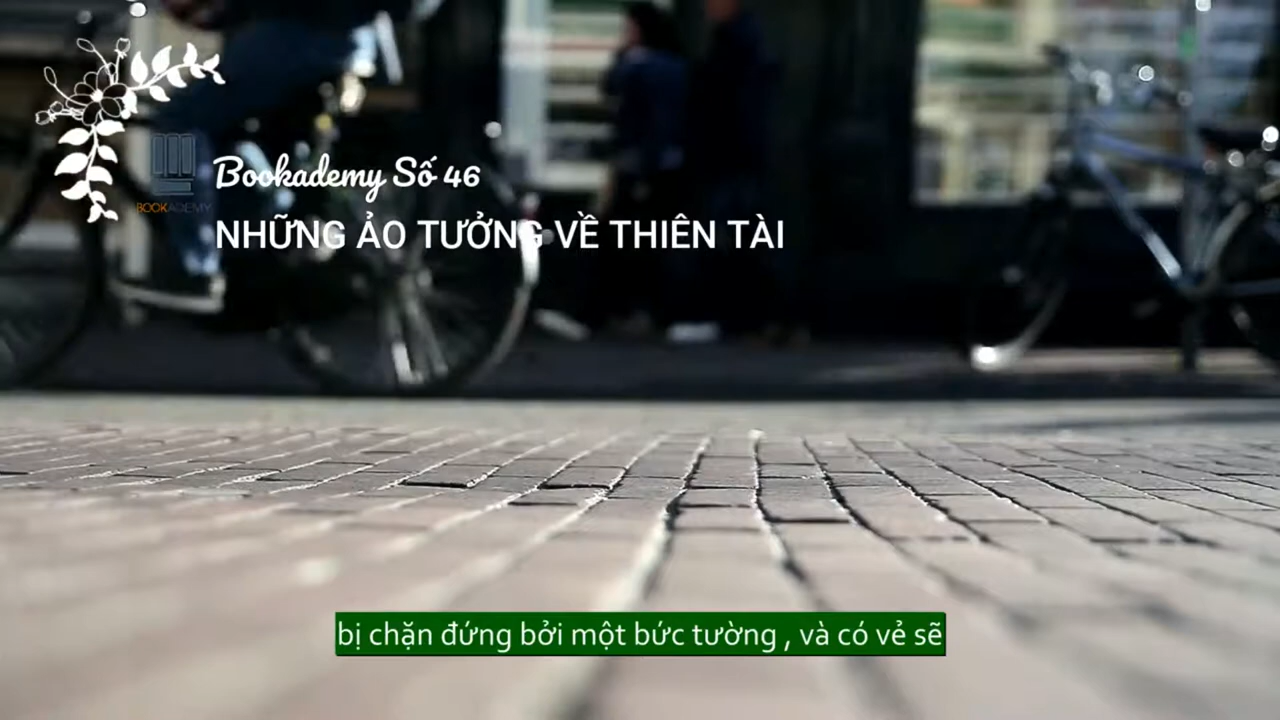 Bookademy Số 46
BOOKADEMY
NHỮNG ẢO TƯỞNG VỀ THIÊN TÀI
bị chặn đứng bởi một bức tường , và có vẻ sẽ